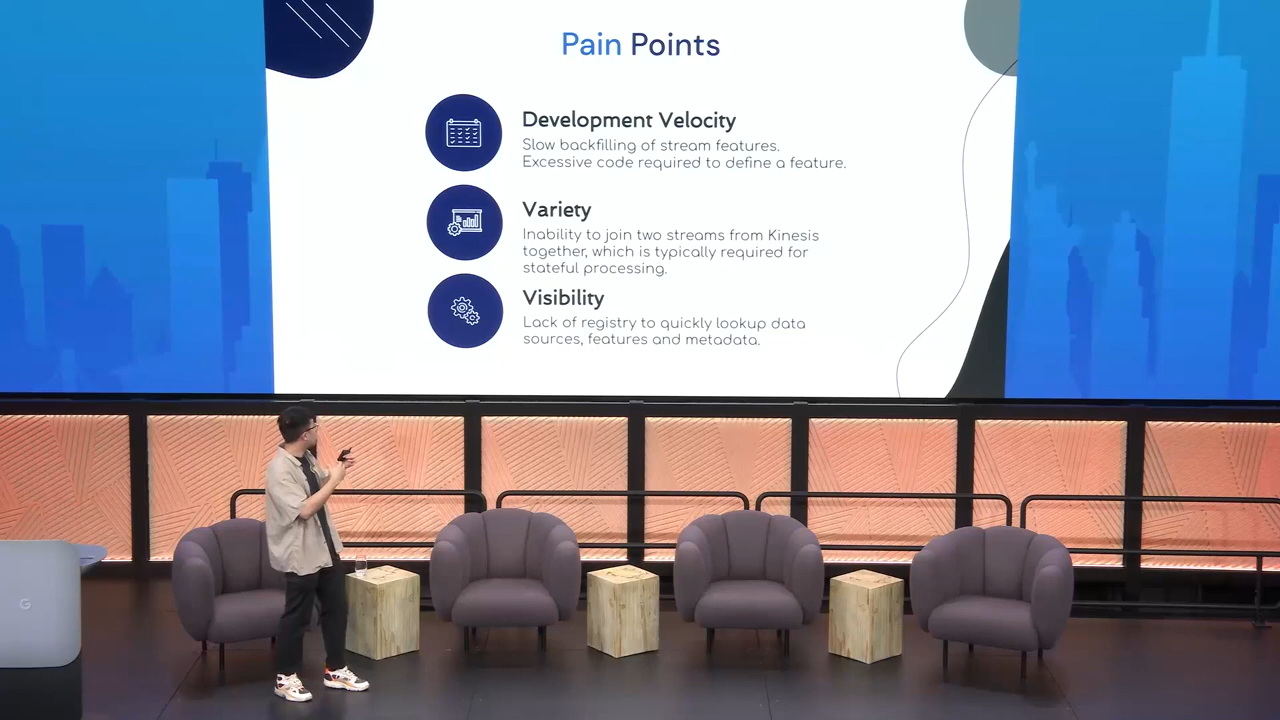 Pain Points
Development Velocity
Slow backfilling of stream features.
Excessive code required to define a feature.
Variety
Inability to join two streams from Kinesis
together, which is typically required for
stateful processing.
Visibility
Lack of registry to quickly lookup data
sources, features and metadata.
G